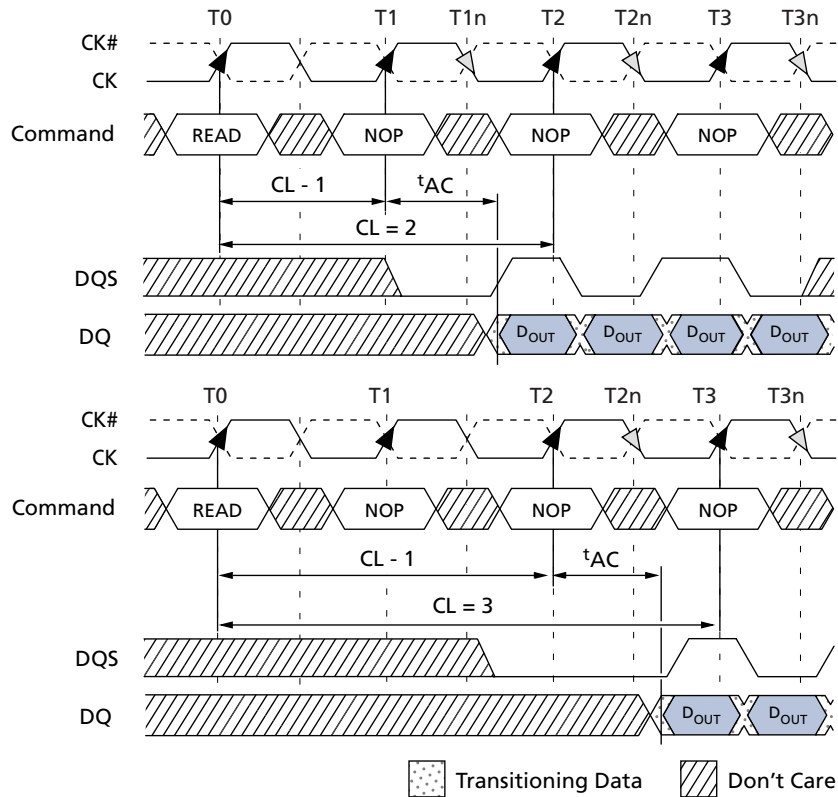 T0 T1 T1n T2 T2n T3 T3n
CK#
CK
Command READ NOP NOP NOP
CL - 1 tAC
CL = 2
DQS
DQ DOUT DOUT DOUT DOUT
T0 T1 T2 T2n T3 T3n
CK#
CK
Command READ NOP NOP NOP
CL - 1 tAC
CL = 3
DQS
DQ DOUT DOUT
Transitioning Data Don't Care